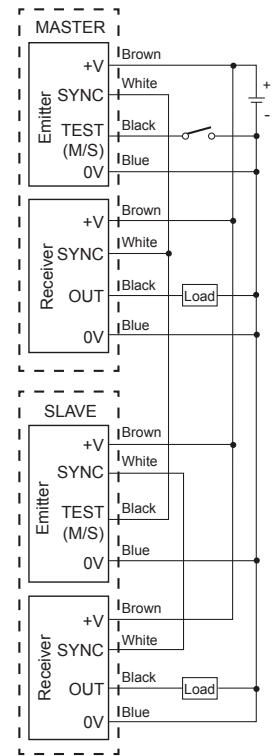 MASTER
Emitter
+V Brown
SYNC White
TEST Black
(M/S)
0V Blue
+
-
Receiver
+V Brown
SYNC White
OUT Black Load
0V Blue
SLAVE
Emitter
+V Brown
SYNC White
TEST Black
(M/S)
0V Blue
Receiver
+V Brown
SYNC White
OUT Black Load
0V Blue